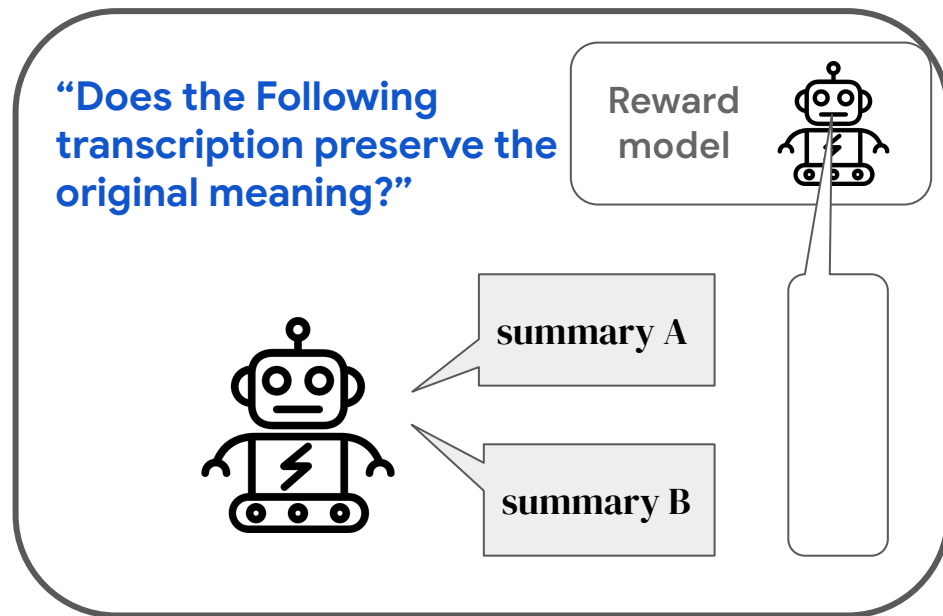 “Does the Following
transcription preserve the
original meaning?”
Reward
model
summary A
summary B